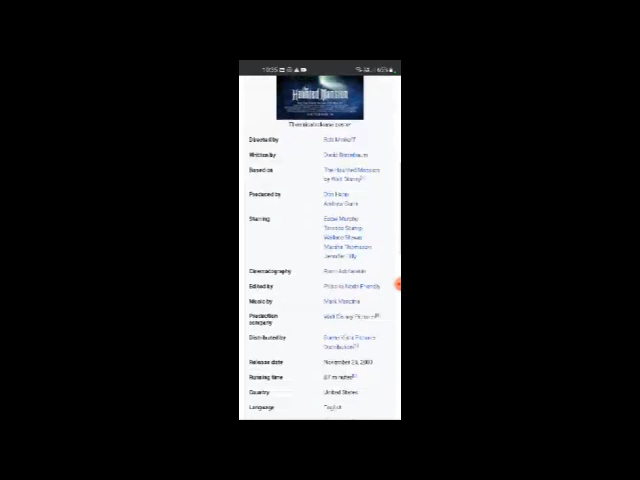 Haunted Mansion
Theatrical release poster
Directed by
Rob Minkoff
Written by
David Berenbaum
Based on
The Haunted Mansion
by Walt Disney
Produced by
Don Hahn
Andrew Gunn
Starring
Eddie Murphy
Terence Stamp
Wallace Shawn
Marsha Thomason
Jennifer Tilly
Cinematography
Edited by
Music by
Mark Mancina
Production
company
Walt Disney Pictures
Distributed by
Buena Vista Pictures
Distribution
Release date
November 26, 2003
Running time
minutes
Country
United States
Language
English